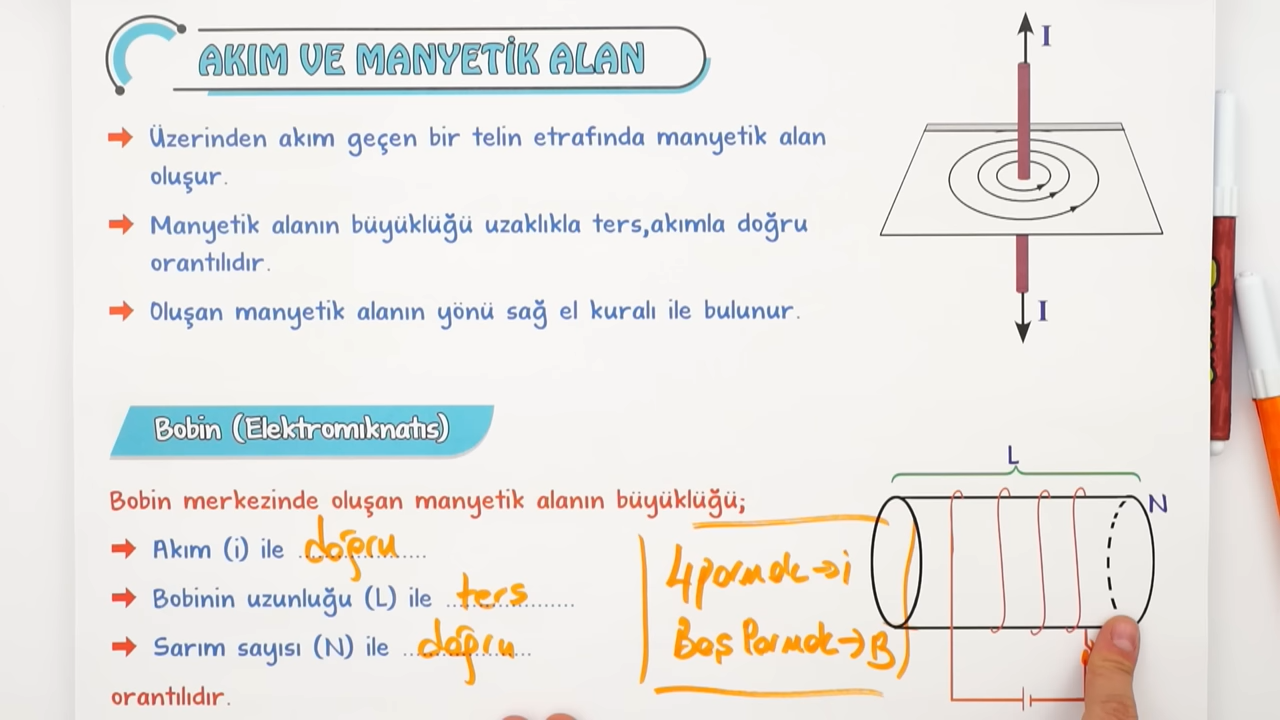 AKIM VE MANYETİK ALAN
I
Üzerinden akım geçen bir telin etrafında manyetik alan
oluşur.
Manyetik alanın büyüklüğü uzaklıkla ters,akımla doğru
orantılıdır.
Oluşan manyetik alanın yönü sağ el kuralı ile bulunur.
I
Bobin (Elektromıknatıs)
L
N
Bobin merkezinde oluşan manyetik alanın büyüklüğü;
Akım (i) ile doğru
Bobinin uzunluğu (L) ile ters
Sarım sayısı (N) ile doğru
orantılıdır.
4 parmak → i
Baş Parmak → B